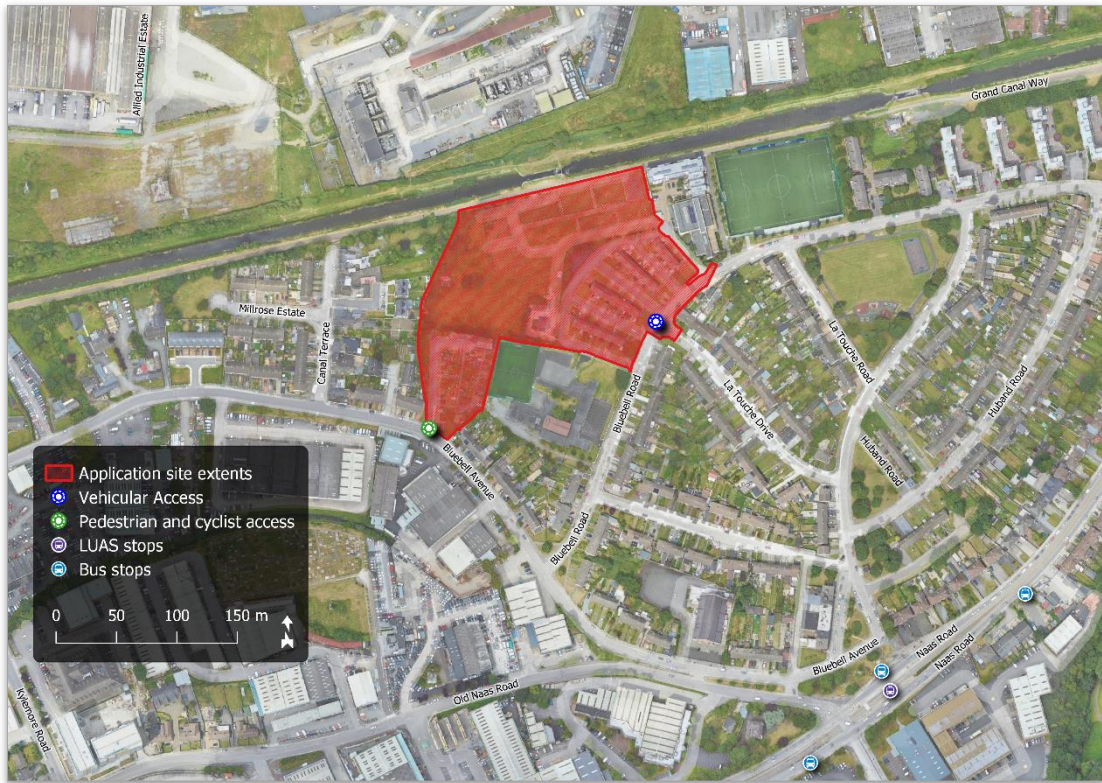 Allied Industrial Estate
Grand Canal Way
Millrose Estate
Canal Terrace
La Touche Road
Huband Road
Bluebell Road
La Touche Drive
Bluebell Avenue
Huband Road
Application site extents
Vehicular Access
Pedestrian and cyclist access
LUAS stops
Bus stops
0 50 100 150 m
Bluebell Road
Bluebell Avenue
Naas Road
Naas Road
Old Naas Road
Kylemore Road